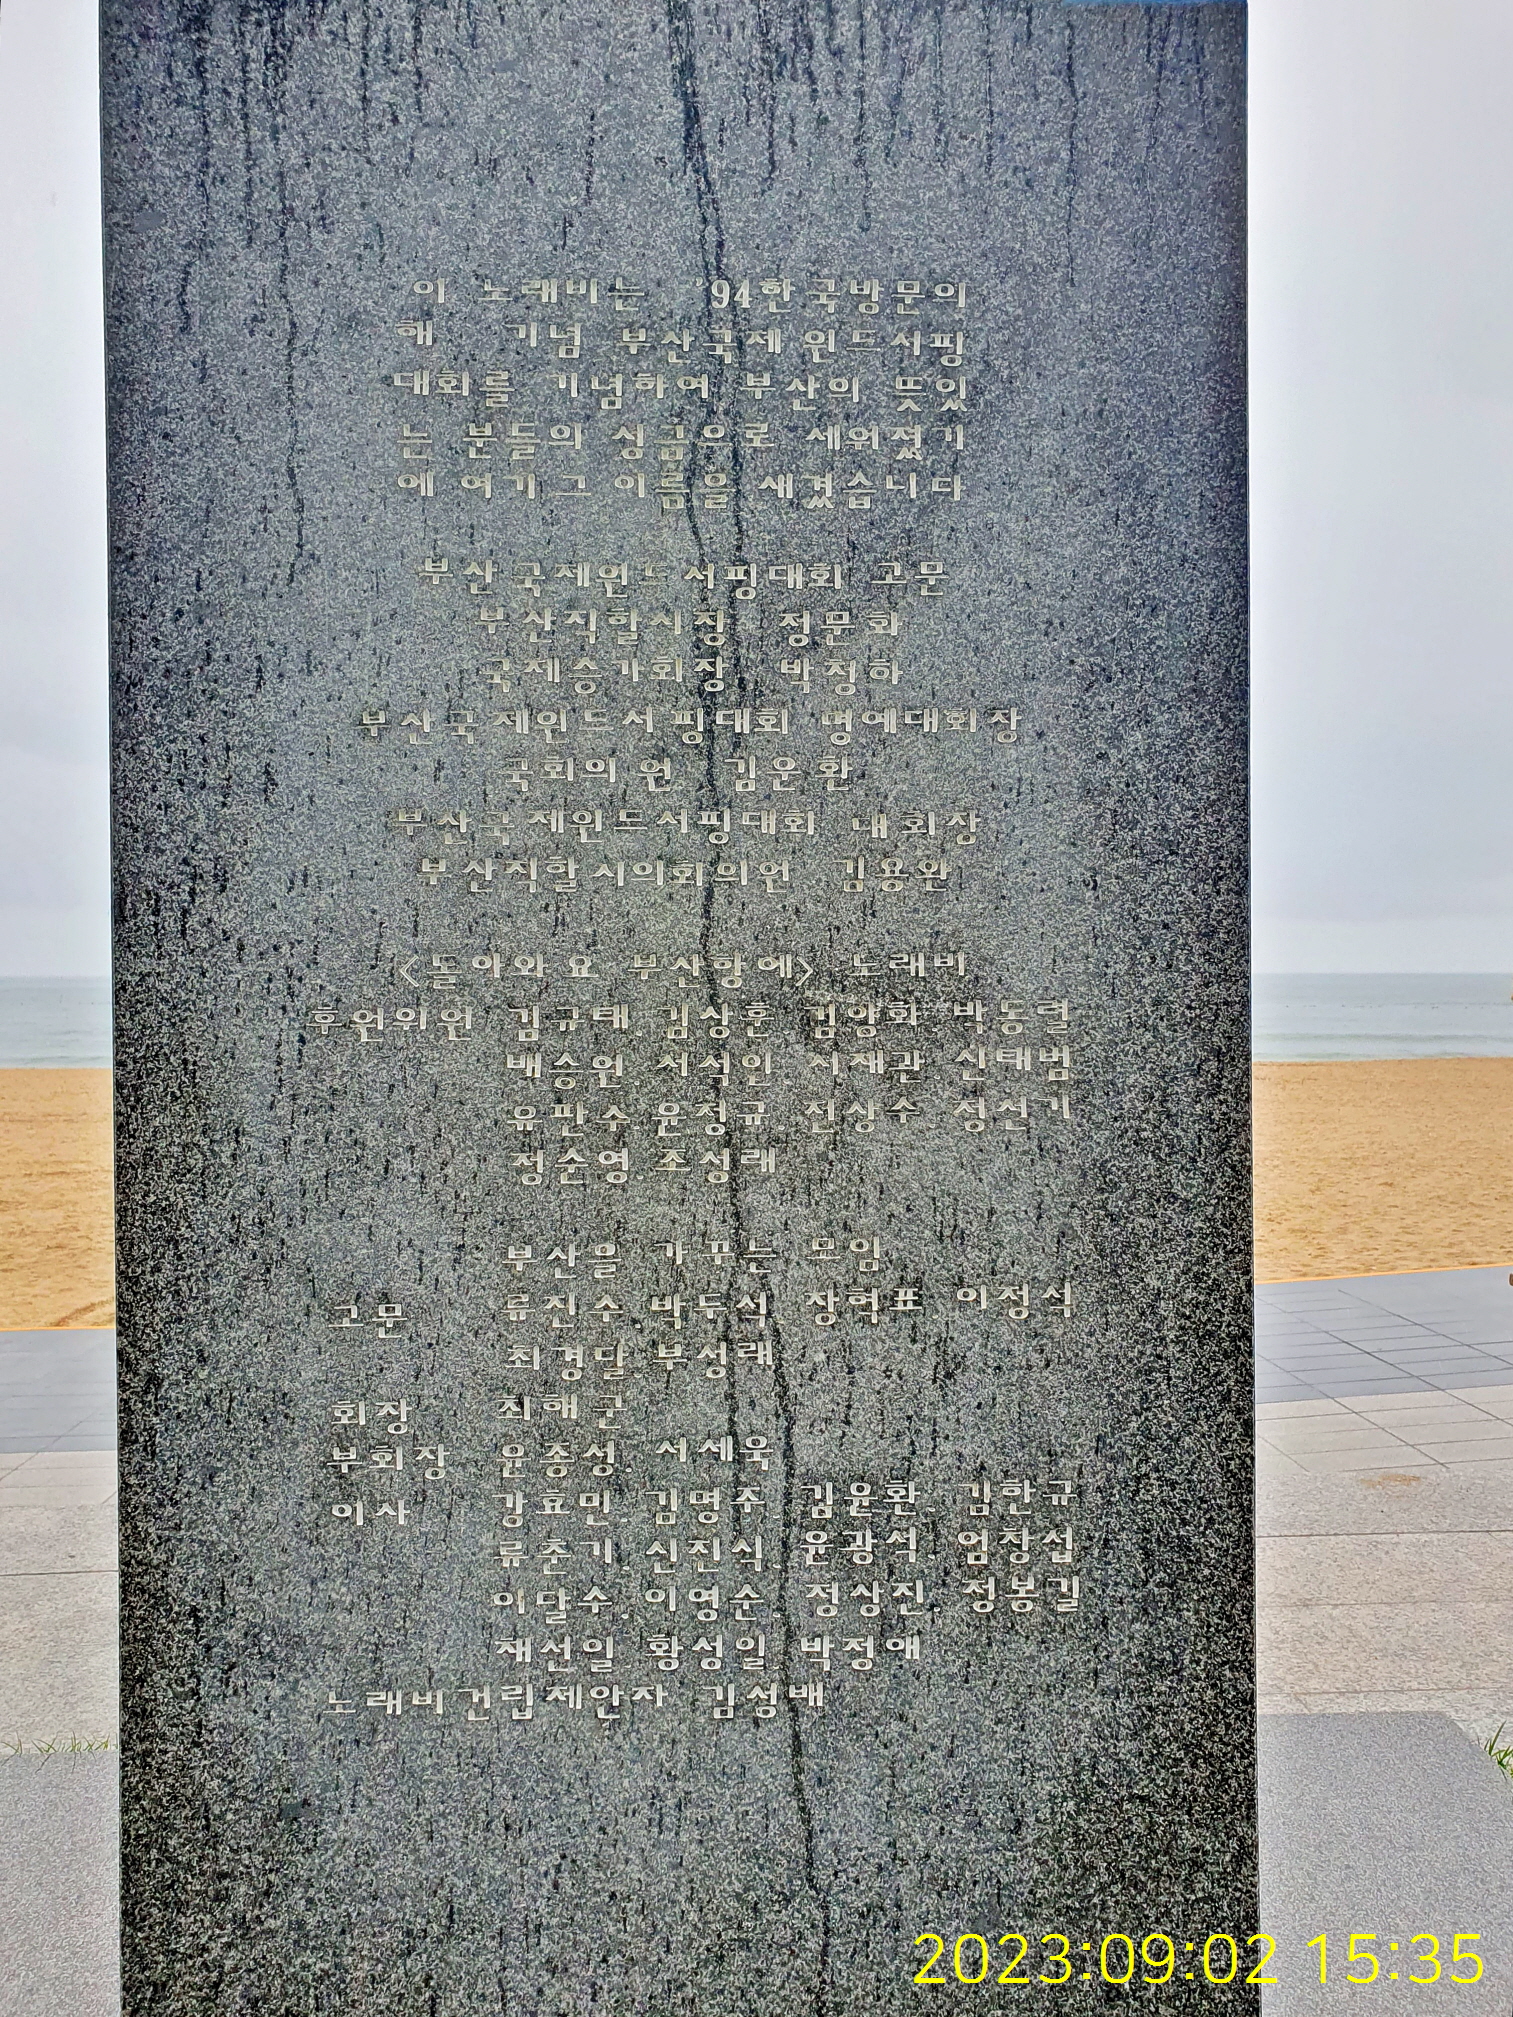 이 노래비는 '94한국방문의
해 기념 부산국제 윈드서핑
대회를 기념하여 부산의 뜻있
는 분들의 성금으로 세워졌기
에 여기 그 이름을 새겼습니다
부산국제윈드서핑대회 고문
부산직할시장 정문화
국제승가회장 박청하
부산국제윈드서핑대회 명예대회장
국회의원 김운환
부산국제윈드서핑대회 대회장
부산직할시의회의원 김용완
<돌아와요 부산항에> 노래비
후원위원 김규태. 김상훈. 김양화 박동렬
배승원. 서석인 서재관 신태범
유판수. 윤정규. 전상수. 정선기
정순영. 조성래
부산을 가꾸는 모임
고문 류진수. 박두석 장혁표 이정식
최경달. 부성래
회장 최해군
부회장 윤종성. 서세욱
이사 강효민. 김명주. 김윤환. 김한규
류춘기. 신진식. 윤광석. 엄창섭
이달수. 이영순. 정상진. 정봉길
채선일. 황성일. 박정애
노래비건립제안자 김성배
2023:09:02 15:35